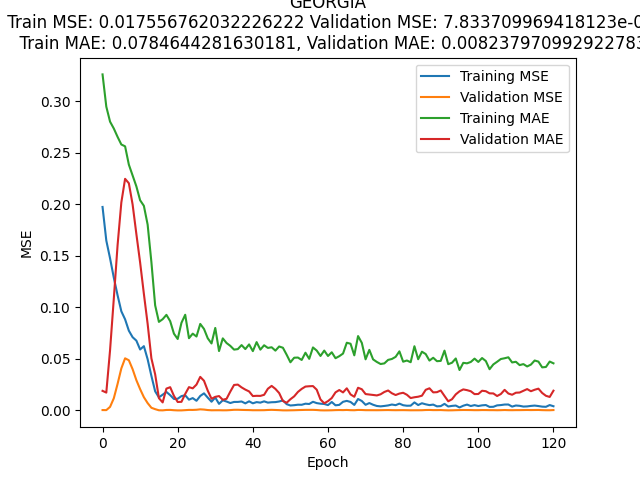 GEORGIA
Train MSE: 0.017556762032226222 Validation MSE: 7.833709969418123e-0
Train MAE: 0.0784644281630181, Validation MAE: 0.008237970992922783
Training MSE
Validation MSE
Training MAE
Validation MAE
0.30
0.25
0.20
0.15
0.10
0.05
0.00
MSE
0 20 40 60 80 100 120
Epoch